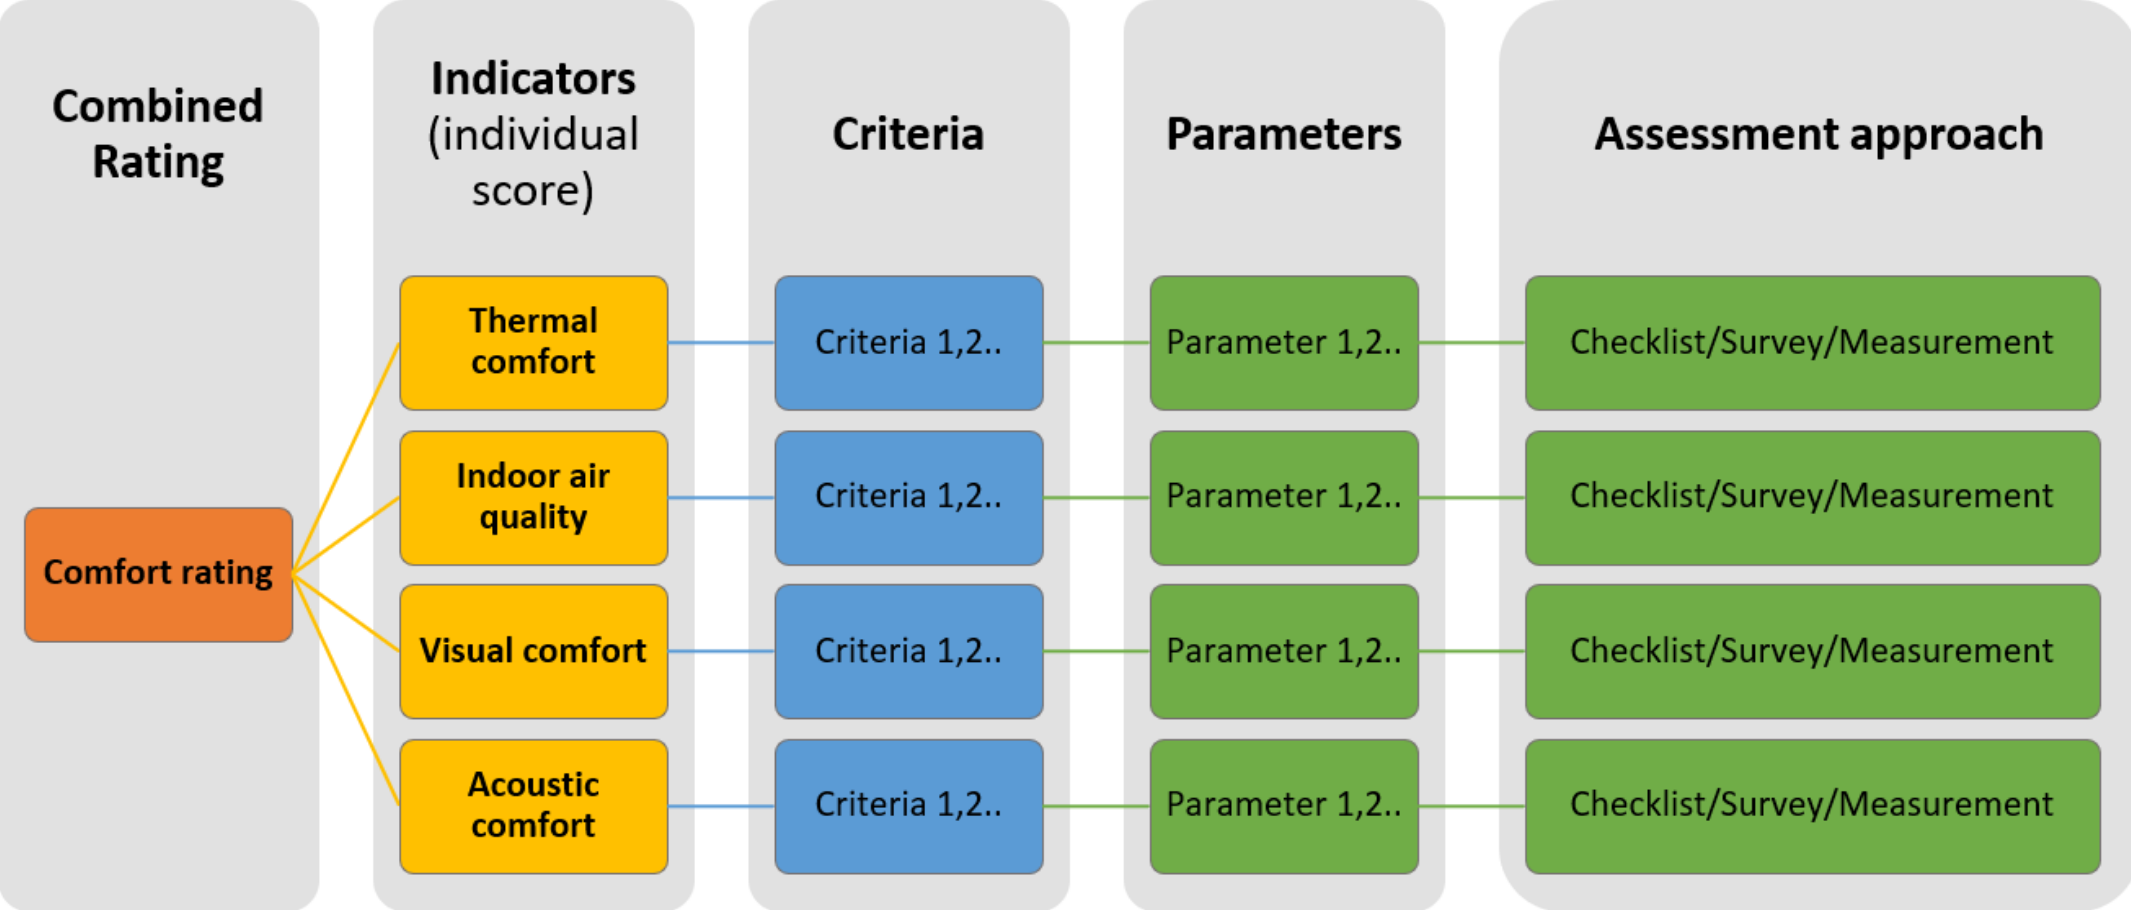 Combined
Rating
Indicators
(individual
score)
Criteria
Parameters
Assessment approach
Comfort rating
Thermal
comfort
Criteria 1,2..
Parameter 1,2..
Checklist/Survey/Measurement
Indoor air
quality
Criteria 1,2..
Parameter 1,2..
Checklist/Survey/Measurement
Visual comfort
Criteria 1,2..
Parameter 1,2..
Checklist/Survey/Measurement
Acoustic
comfort
Criteria 1,2..
Parameter 1,2..
Checklist/Survey/Measurement